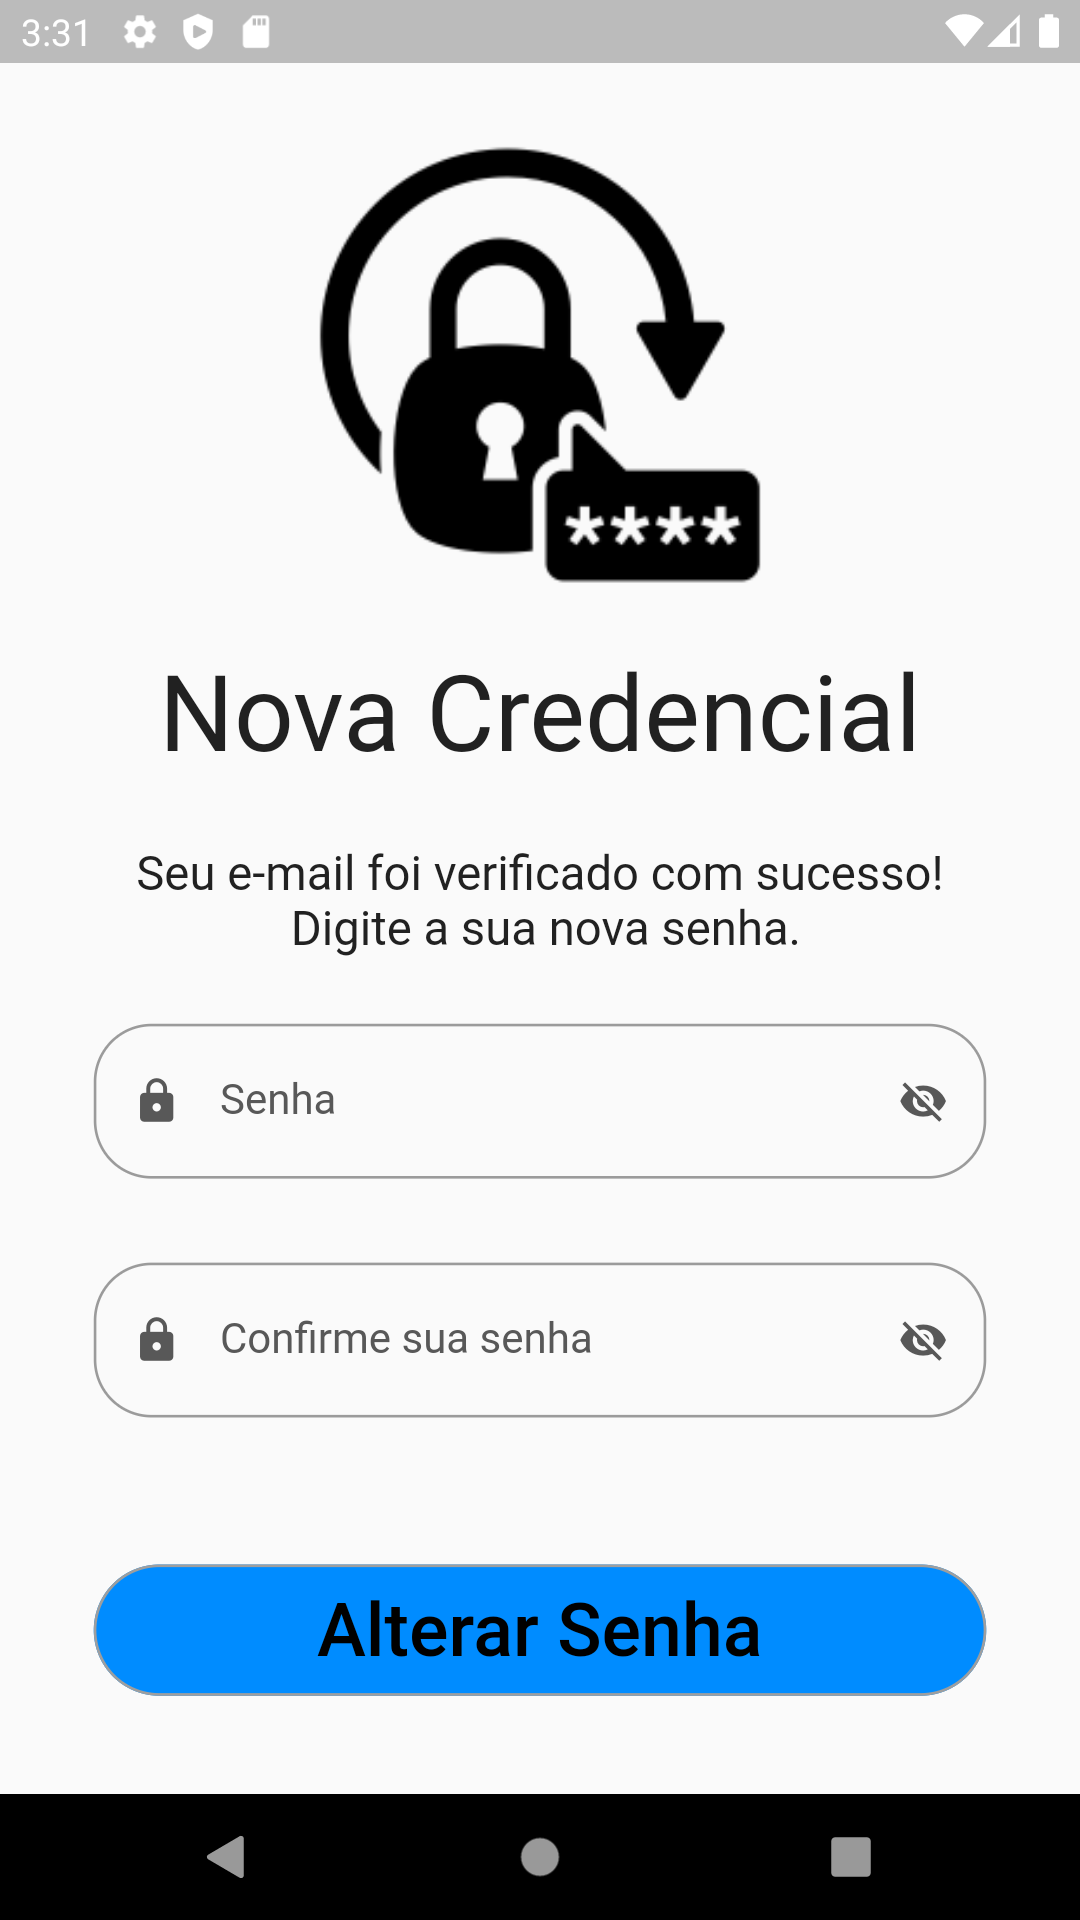 3:31
****
Nova Credencial
Seu e-mail foi verificado com sucesso!
Digite a sua nova senha.
Senha
Confirme sua senha
Alterar Senha